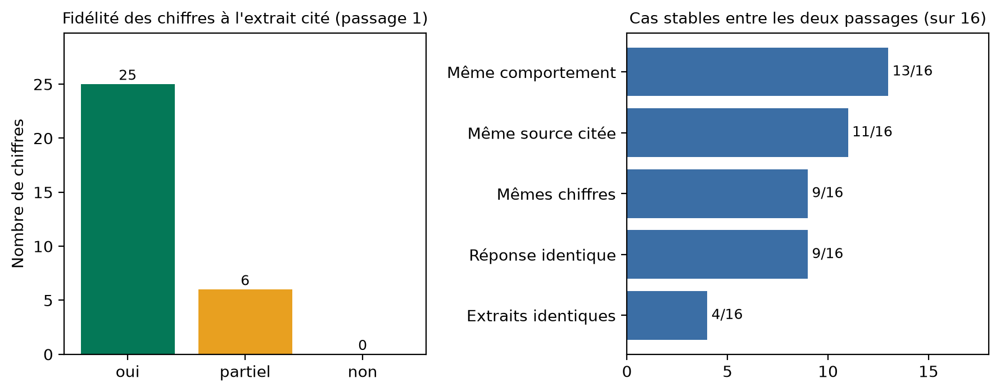 Fidélité des chiffres à l'extrait cité (passage 1)
Nombre de chiffres
25
20
15
10
5
0
25
6
0
oui
partiel
non
Cas stables entre les deux passages (sur 16)
Même comportement
13/16
Même source citée
11/16
Mêmes chiffres
9/16
Réponse identique
9/16
Extraits identiques
4/16
0
5
10
15